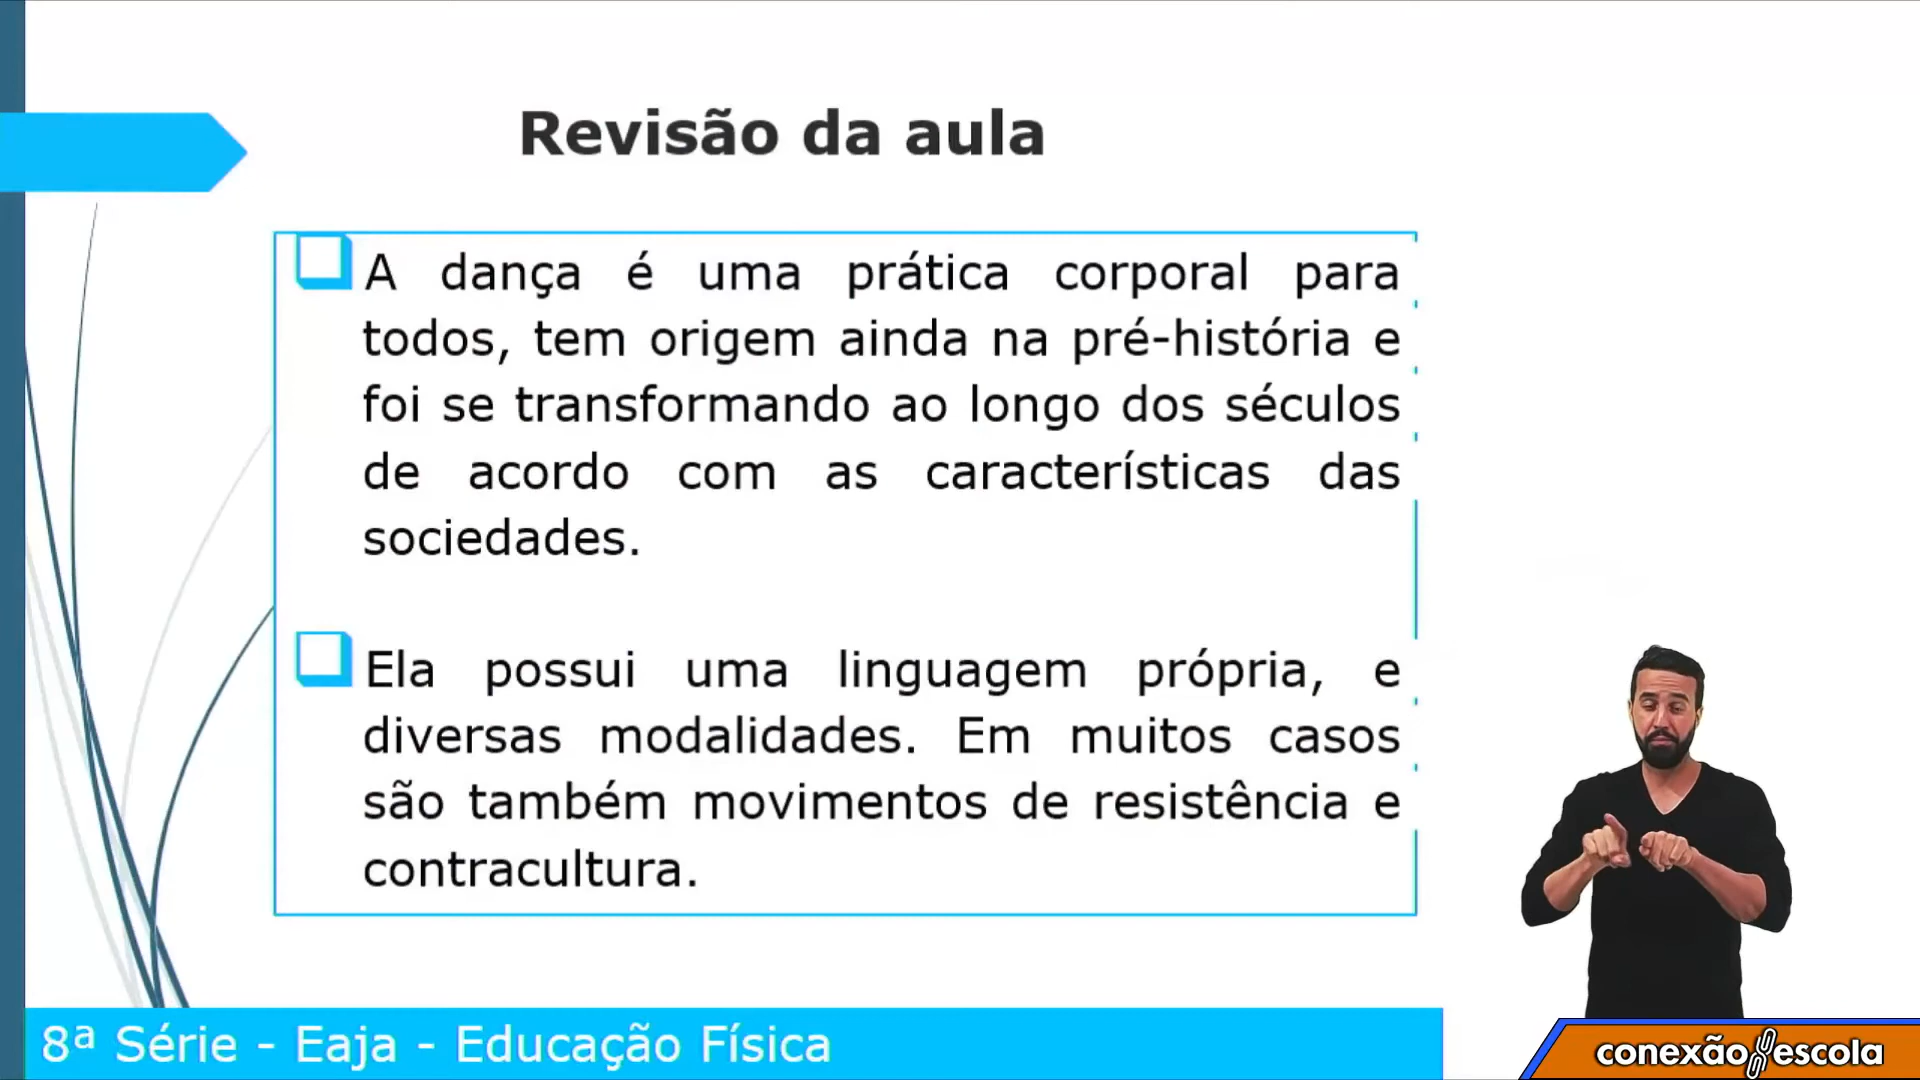 Revisão da aula
A dança é uma prática corporal para
todos, tem origem ainda na pré-história e
foi se transformando ao longo dos séculos
de acordo com as características das
sociedades.
Ela possui uma linguagem própria, e
diversas modalidades. Em muitos casos
são também movimentos de resistência e
contracultura.
8ª Série - Eaja - Educação Física
conexão escola